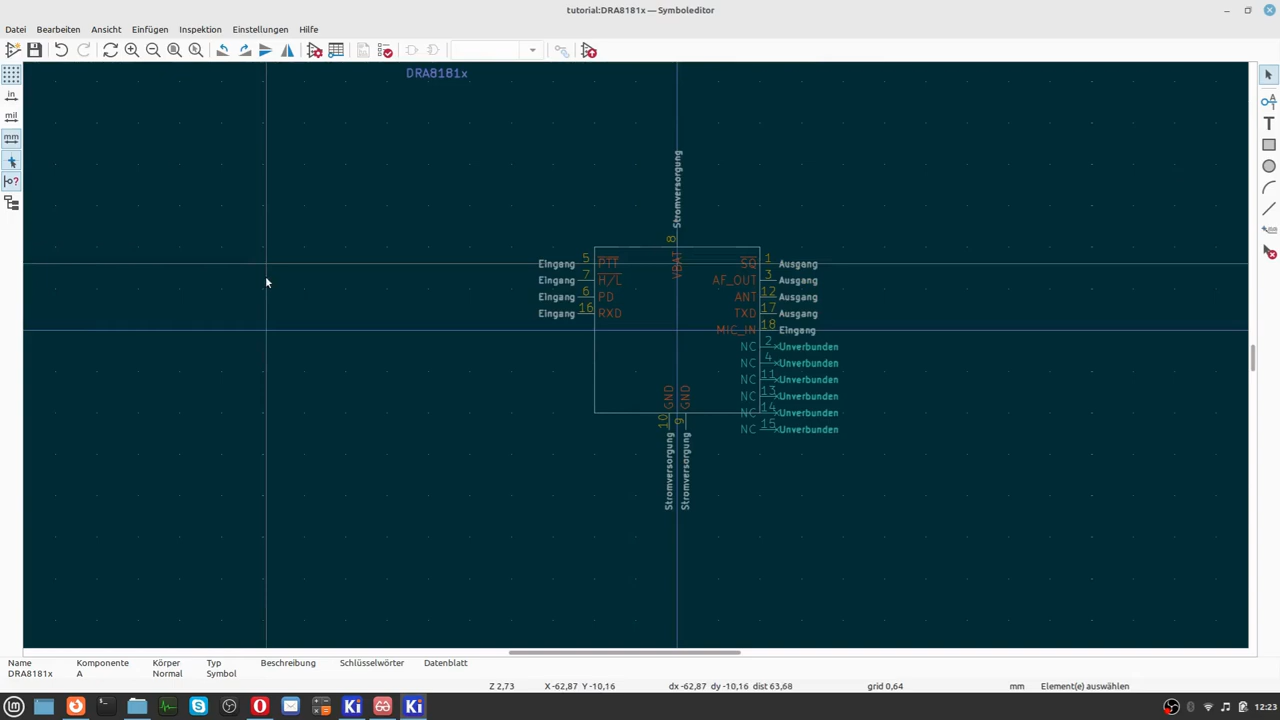 tutorial:DRA8181x — Symboleditor
Datei Bearbeiten Ansicht Einfügen Inspektion Einstellungen Hilfe
in
mil
mm
DRA8181x
Stromversorgung
8
VBAT
Eingang 5 PTT
Eingang 7 H/L
Eingang 6 PD
Eingang 16 RXD
SQ 1 Ausgang
AF_OUT 3 Ausgang
ANT 12 Ausgang
TXD 17 Ausgang
MIC_IN 18 Eingang
NC 2 Unverbunden
NC 4 Unverbunden
NC 11 Unverbunden
NC 13 Unverbunden
NC 14 Unverbunden
NC 15 Unverbunden
GND GND
10 9
Stromversorgung Stromversorgung
Name Komponente Körper Typ Beschreibung Schlüsselwörter Datenblatt
DRA8181x A Normal Symbol
Z 2,73 X -62,87 Y -10,16 dx -62,87 dy -10,16 dist 63,68 grid 0,64 mm Element(e) auswählen
12:23